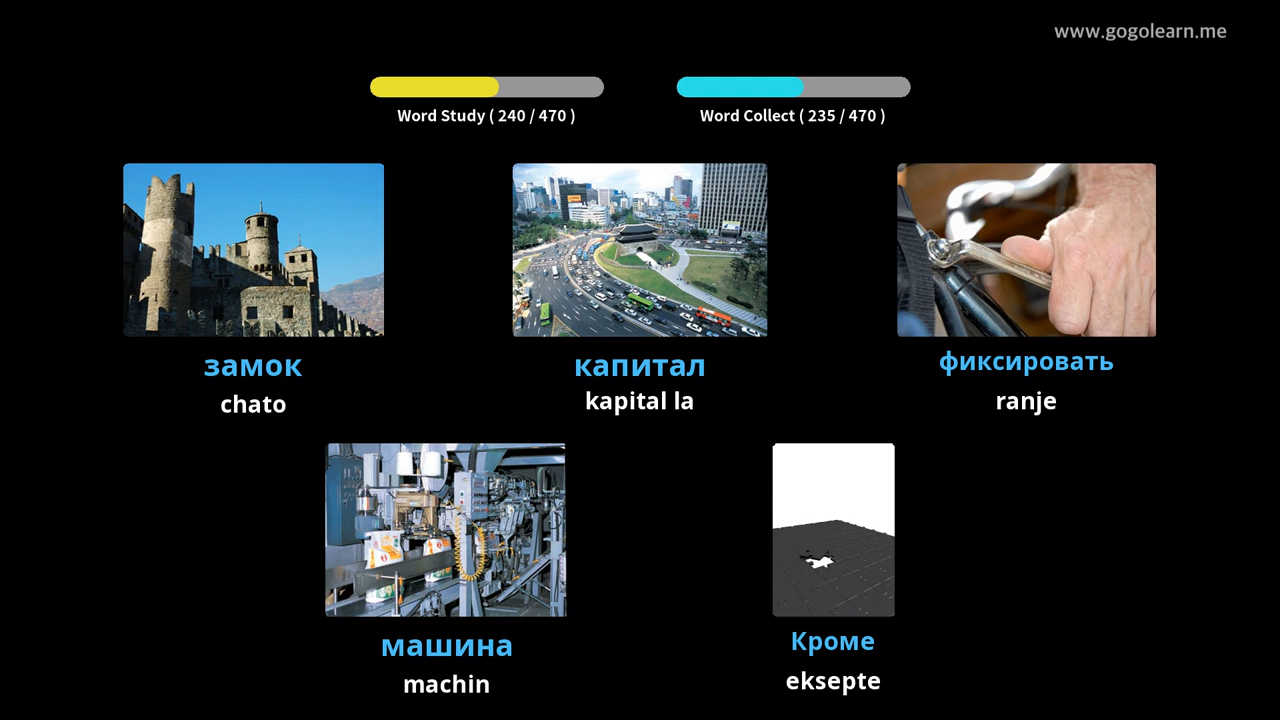 www.gogolearn.me
Word Study ( 240 / 470 )
Word Collect ( 235 / 470 )
замок
chato
капитал
kapital la
фиксировать
ranje
машина
machin
Кроме
eksepte